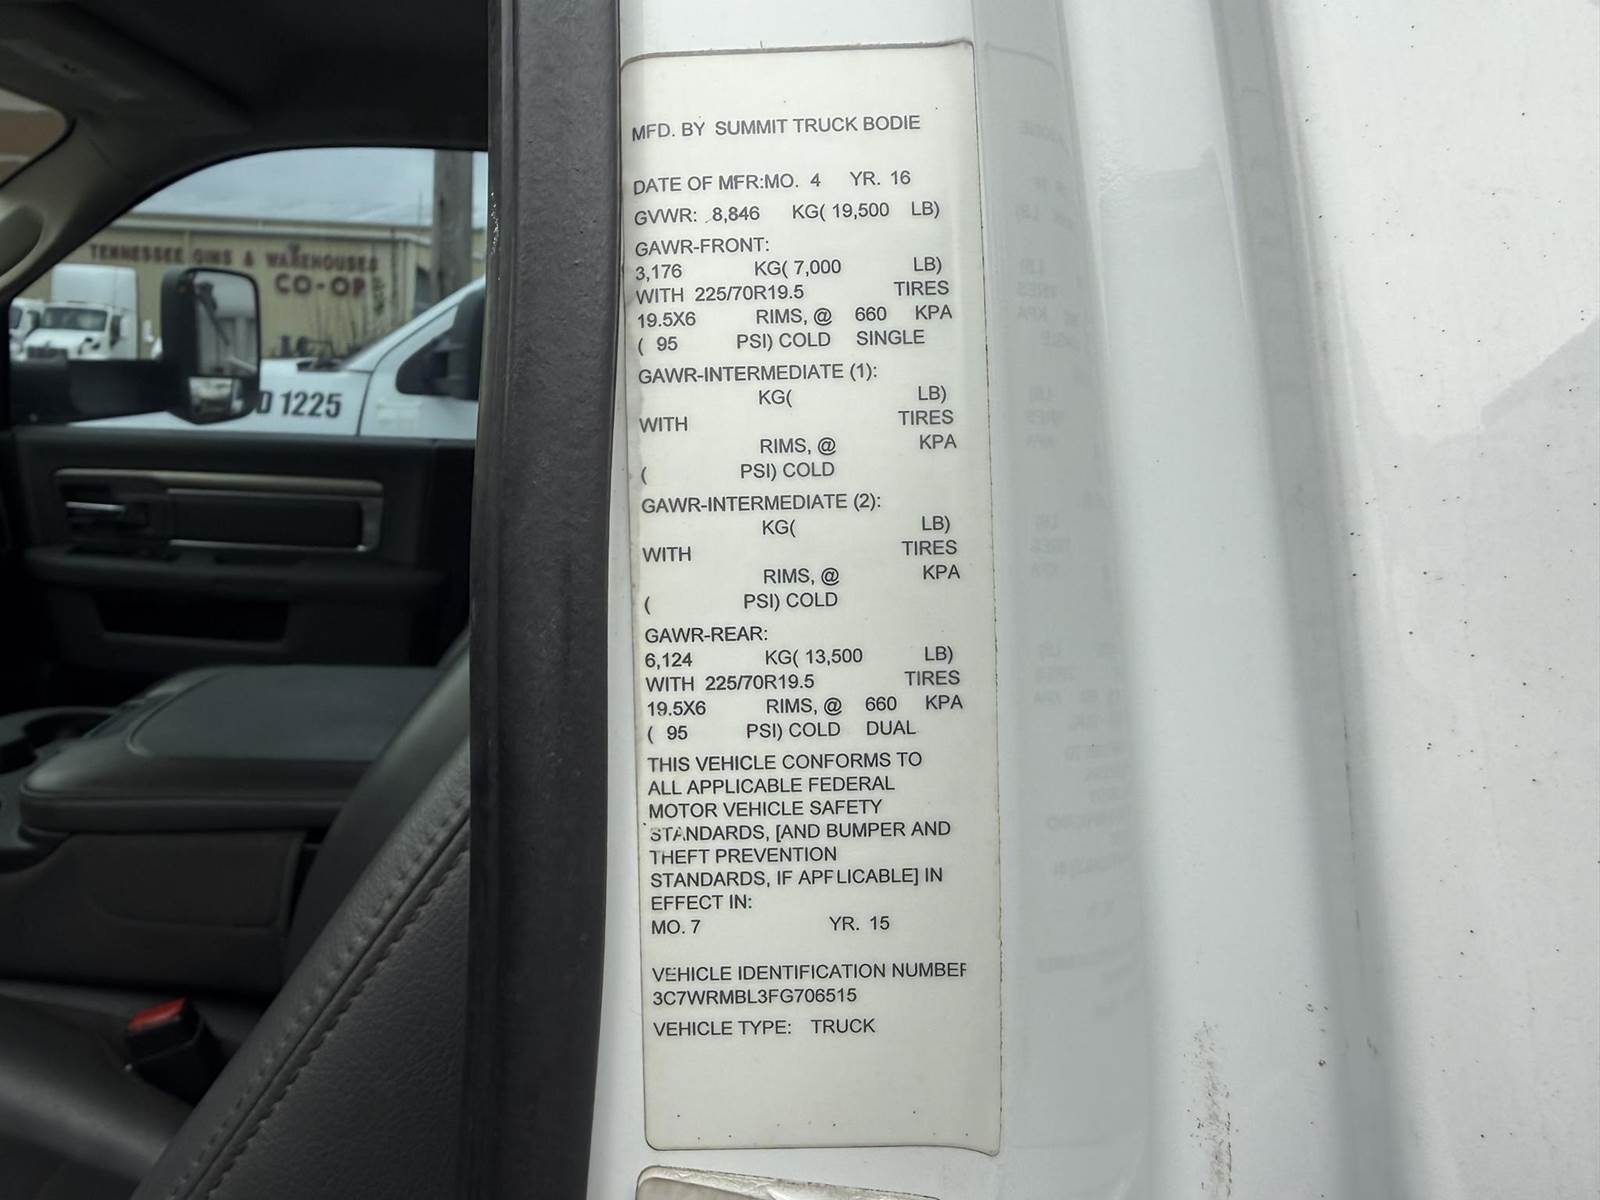 MFD. BY SUMMIT TRUCK BODIE
DATE OF MFR:MO. 4 YR. 16
GVWR: 8,846 KG( 19,500 LB)
GAWR-FRONT:
3,176 KG( 7,000 LB)
WITH 225/70R19.5 TIRES
19.5X6 RIMS, @ 660 KPA
( 95 PSI) COLD SINGLE
GAWR-INTERMEDIATE (1):
KG( LB)
WITH TIRES
RIMS, @ KPA
( PSI) COLD
GAWR-INTERMEDIATE (2):
KG( LB)
WITH TIRES
RIMS, @ KPA
( PSI) COLD
GAWR-REAR:
6,124 KG( 13,500 LB)
WITH 225/70R19.5 TIRES
19.5X6 RIMS, @ 660 KPA
( 95 PSI) COLD DUAL
THIS VEHICLE CONFORMS TO
ALL APPLICABLE FEDERAL
MOTOR VEHICLE SAFETY
STANDARDS, [AND BUMPER AND
THEFT PREVENTION
STANDARDS, IF APPLICABLE] IN
EFFECT IN:
MO. 7 YR. 15
VEHICLE IDENTIFICATION NUMBER
3C7WRMBL3FG706515
VEHICLE TYPE: TRUCK
TENNESSEE GINS & WAREHOUSES
CO-OP
D 1225